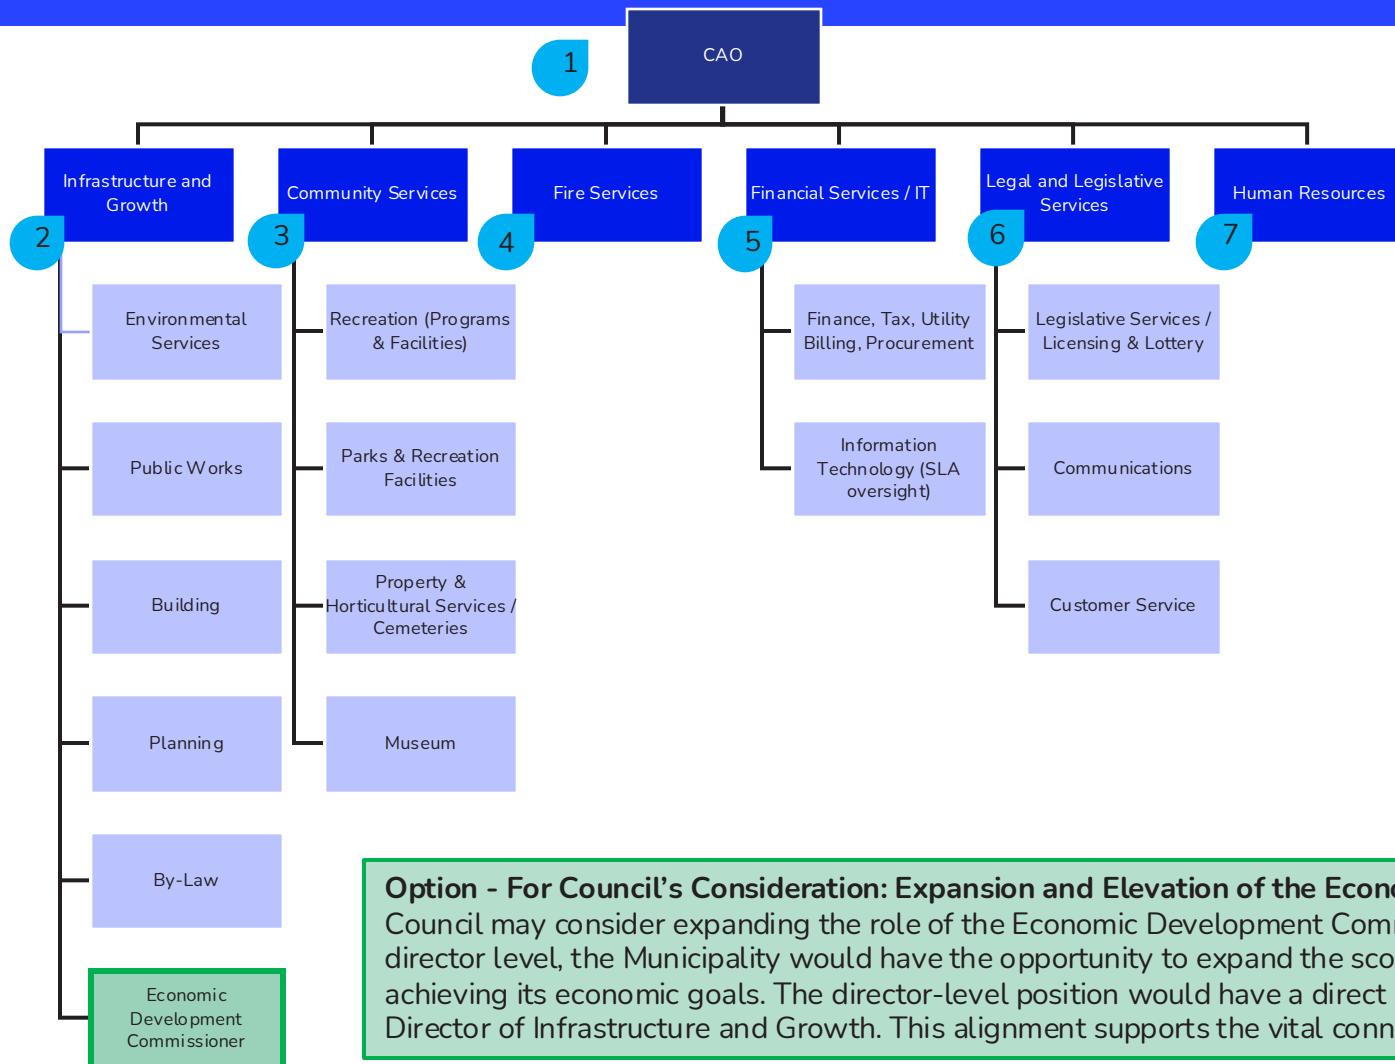 CAO
1
Infrastructure and
Growth
Community Services
Fire Services
Financial Services / IT
Legal and Legislative
Services
Human Resources
2
3
4
5
6
7
Environmental
Services
Recreation (Programs
& Facilities)
Finance, Tax, Utility
Billing, Procurement
Legislative Services /
Licensing & Lottery
Public Works
Parks & Recreation
Facilities
Information
Technology (SLA
oversight)
Communications
Building
Property &
Horticultural Services /
Cemeteries
Customer Service
Planning
Museum
By-Law
Economic
Development
Commissioner
Option - For Council’s Consideration: Expansion and Elevation of the
Council may consider expanding the role of the Economic Development
director level, the Municipality would have the opportunity to expand the
achieving its economic goals. The director-level position would have a direct
Director of Infrastructure and Growth. This alignment supports the vital